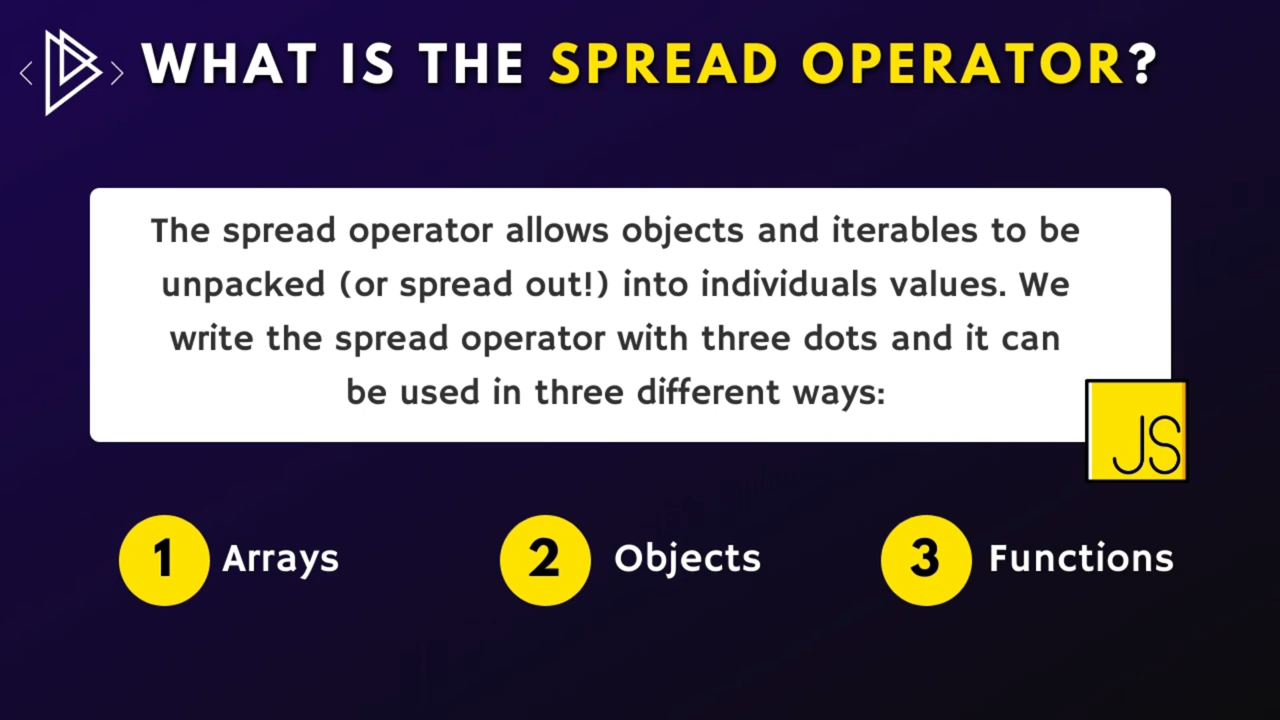 WHAT IS THE SPREAD OPERATOR?
The spread operator allows objects and iterables to be
unpacked (or spread out!) into individuals values. We
write the spread operator with three dots and it can
be used in three different ways:
JS
1 Arrays
2 Objects
3 Functions